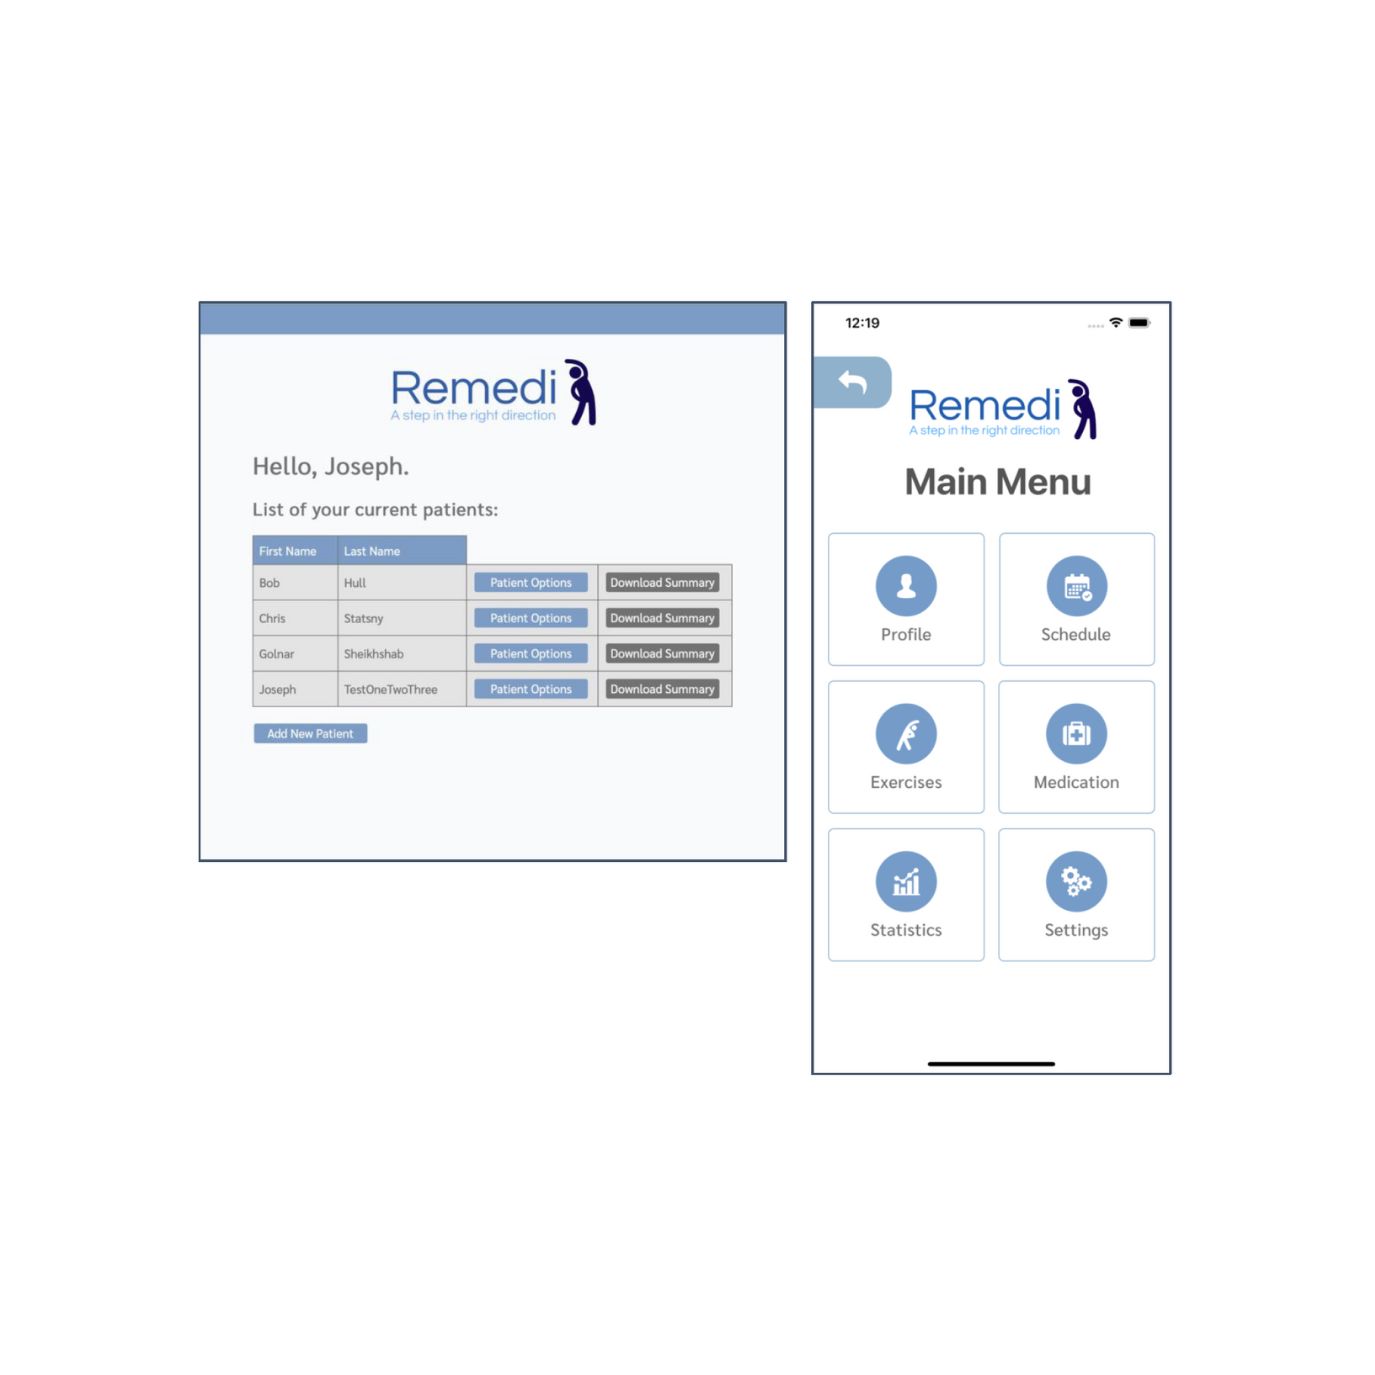 Remedi
A step in the right direction
Hello, Joseph.
List of your current patients:
First Name Last Name
Bob Hull Patient Options Download Summary
Chris Statsny Patient Options Download Summary
Golnar Sheikhshab Patient Options Download Summary
Joseph TestOneTwoThree Patient Options Download Summary
Add New Patient
12:19
Remedi
A step in the right direction
Main Menu
Profile Schedule
Exercises Medication
Statistics Settings